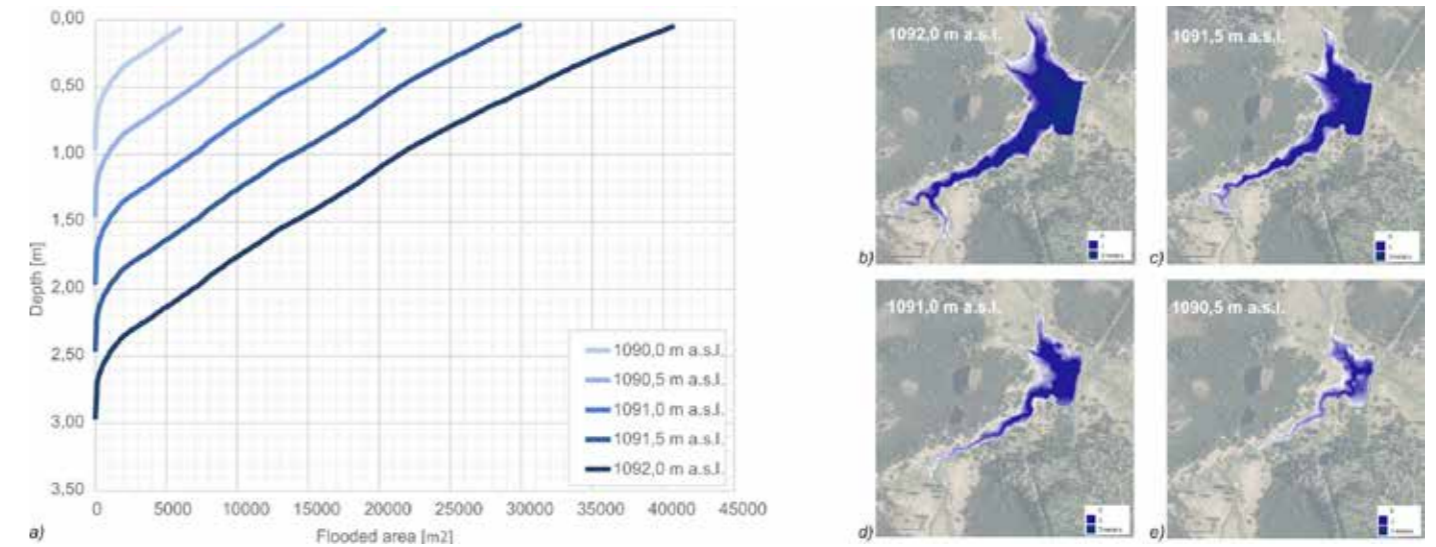 0,00
0,50
1,00
1,50
2,00
2,50
3,00
3,50
Depth [m]
0 5000 10000 15000 20000 25000 30000 35000 40000 45000
Flooded area [m2]
1090,0 m a.s.l.
1090,5 m a.s.l.
1091,0 m a.s.l.
1091,5 m a.s.l.
1092,0 m a.s.l.
a)
1092,0 m a.s.l.
b)
1091,5 m a.s.l.
c)
1091,0 m a.s.l.
d)
1090,5 m a.s.l.
e)